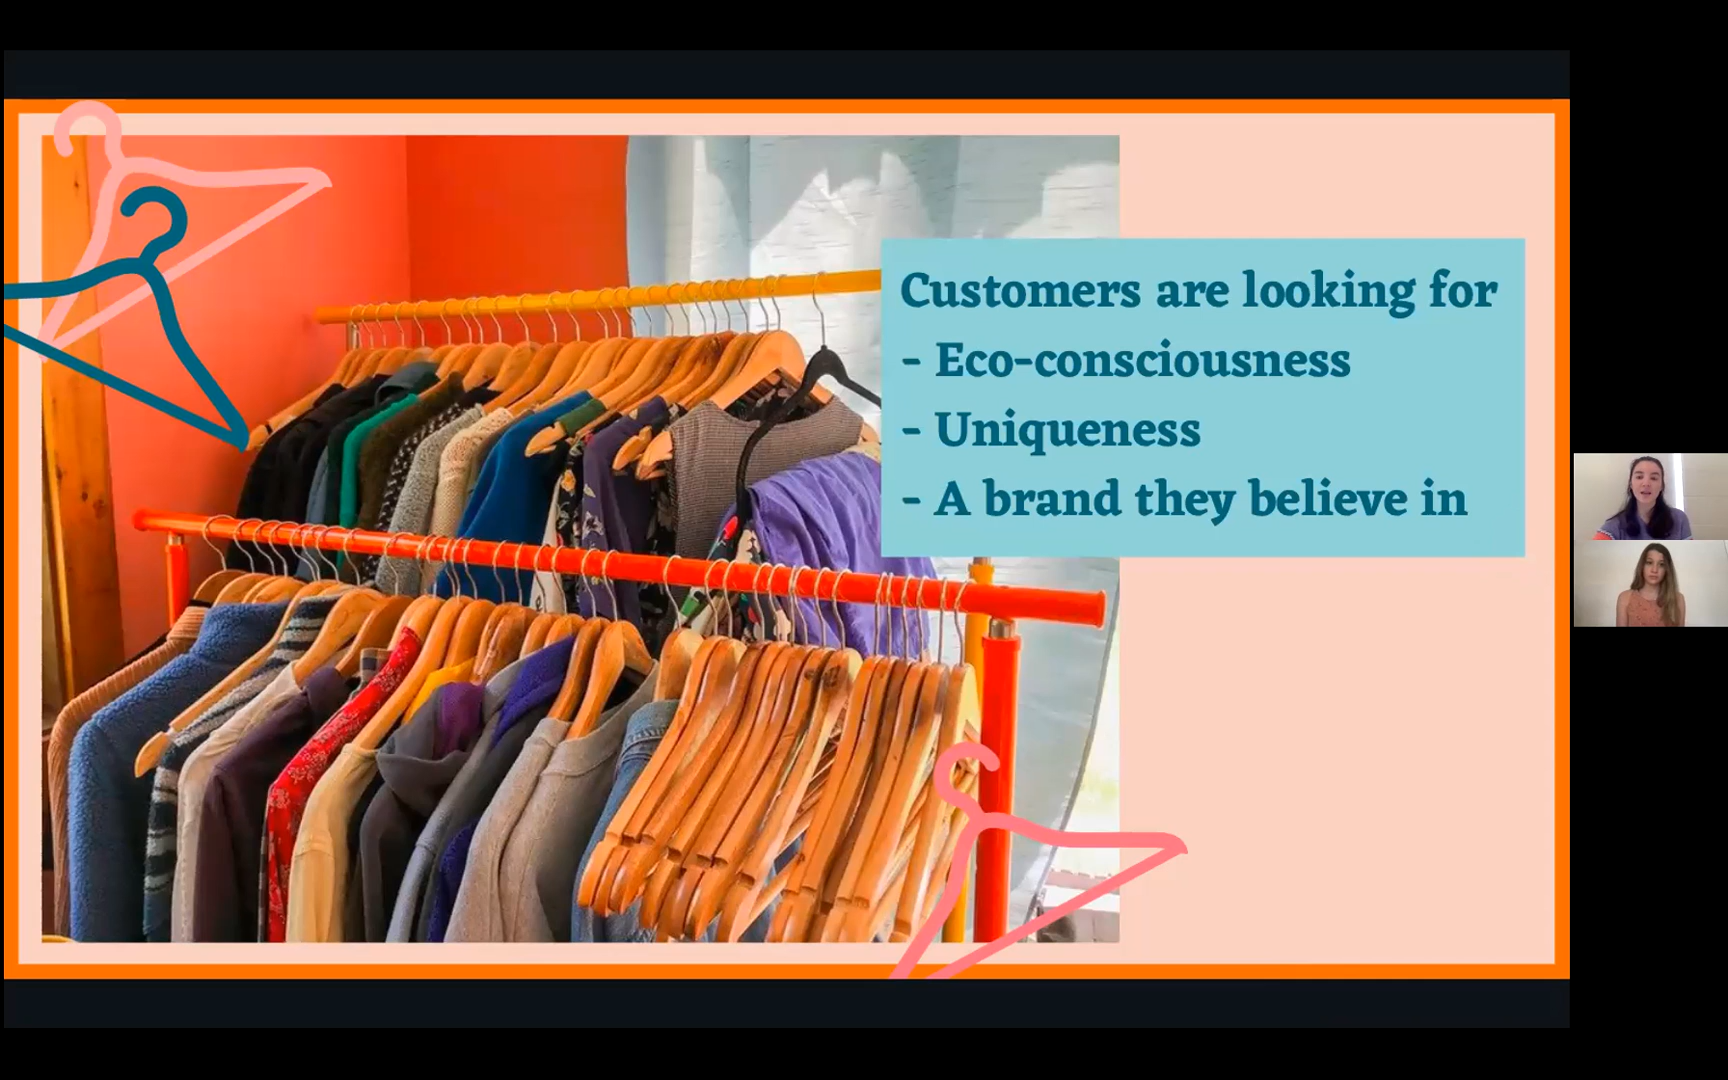 Customers are looking for
- Eco-consciousness
- Uniqueness
- A brand they believe in